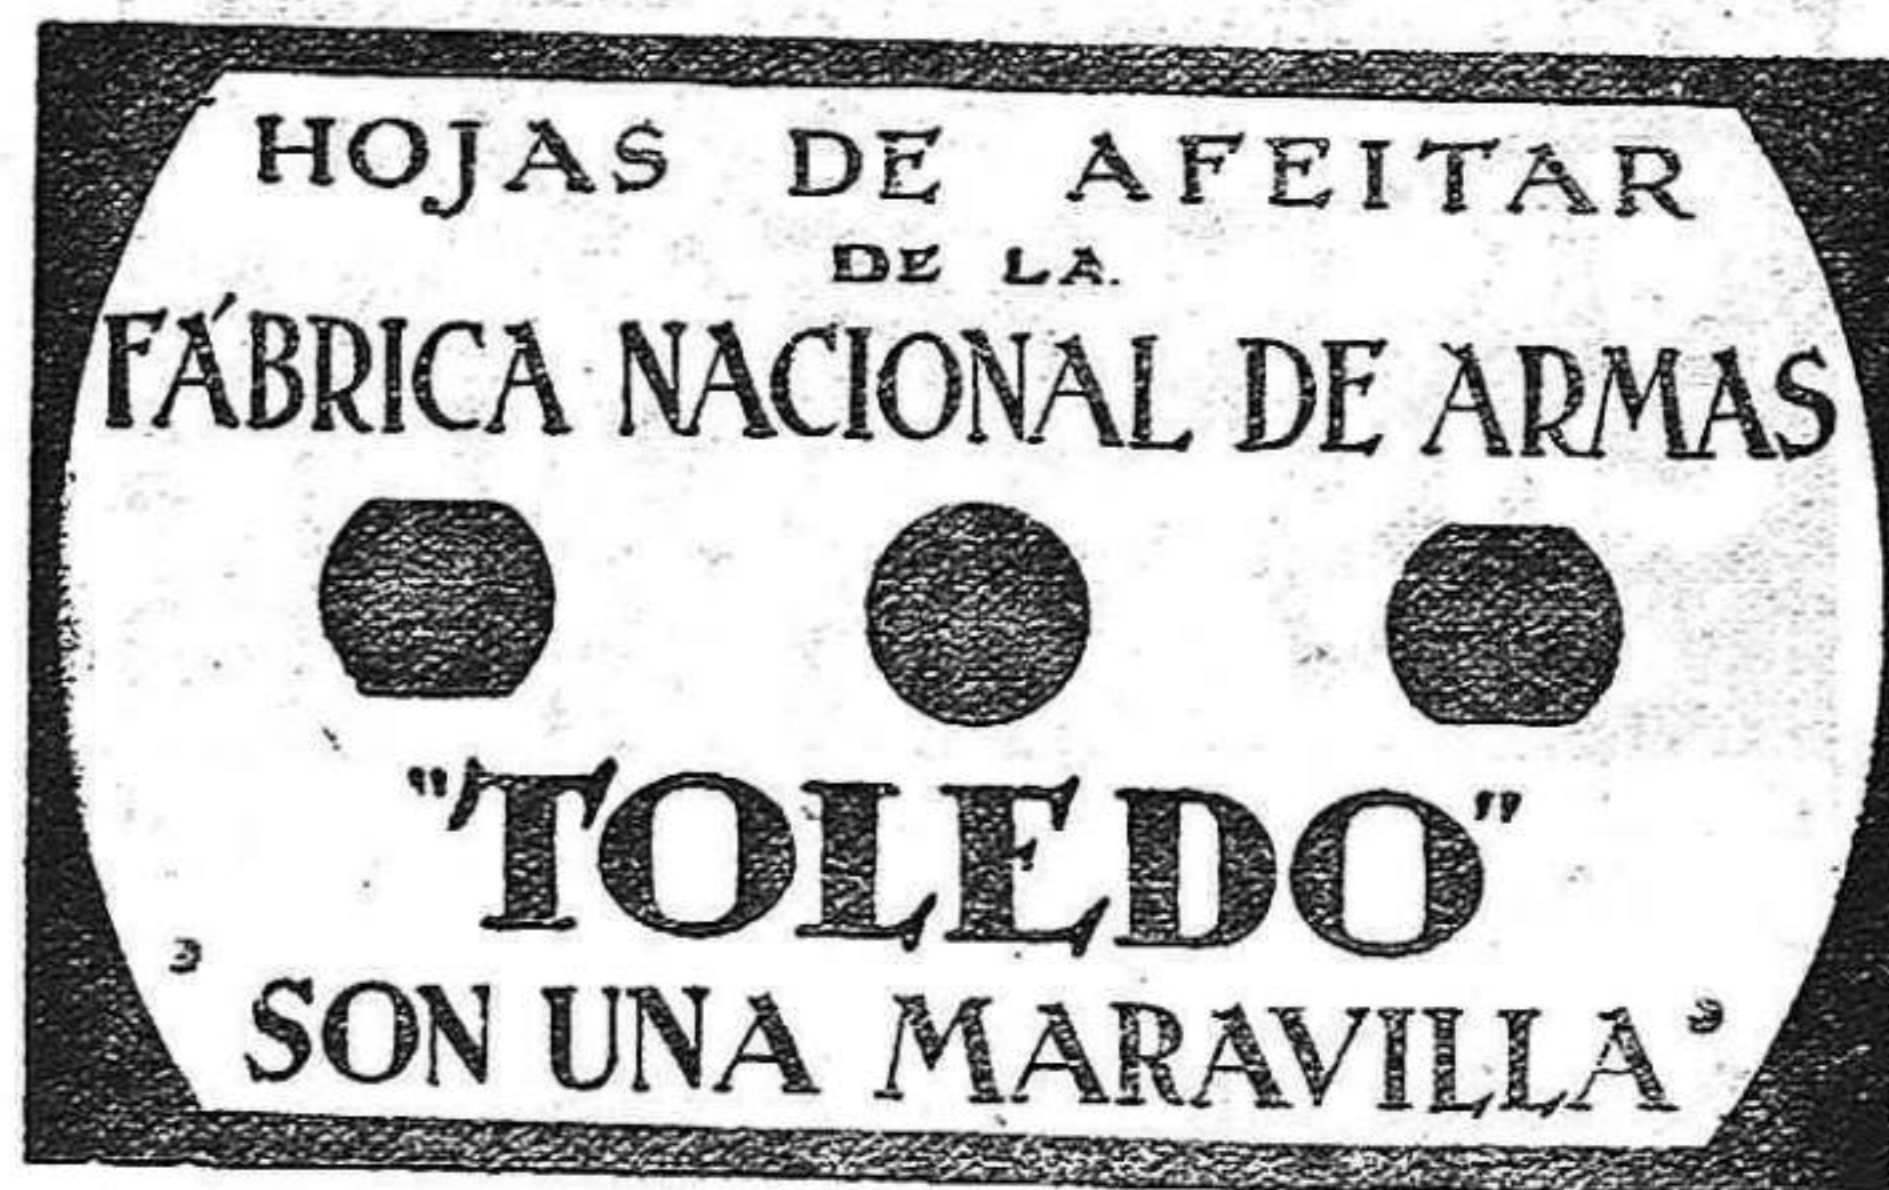 HOJAS DE AFEITAR
DE LA.
FÁBRICA NACIONAL DE ARMAS
"TOLEDO"
SON UNA MARAVILLA